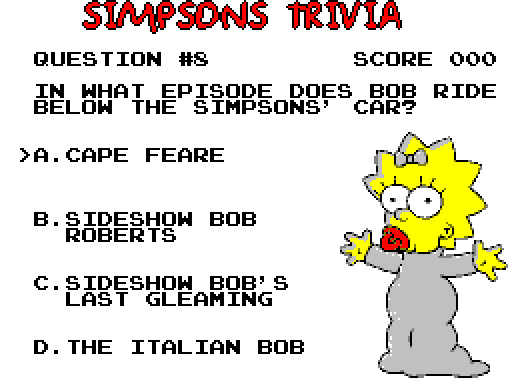 SIMPSONS TRIVIA
QUESTION #8 SCORE 000
IN WHAT EPISODE DOES BOB RIDE
BELOW THE SIMPSONS' CAR?
>A.CAPE FEARE
B.SIDESHOW BOB
ROBERTS
C.SIDESHOW BOB'S
LAST GLEAMING
D.THE ITALIAN BOB